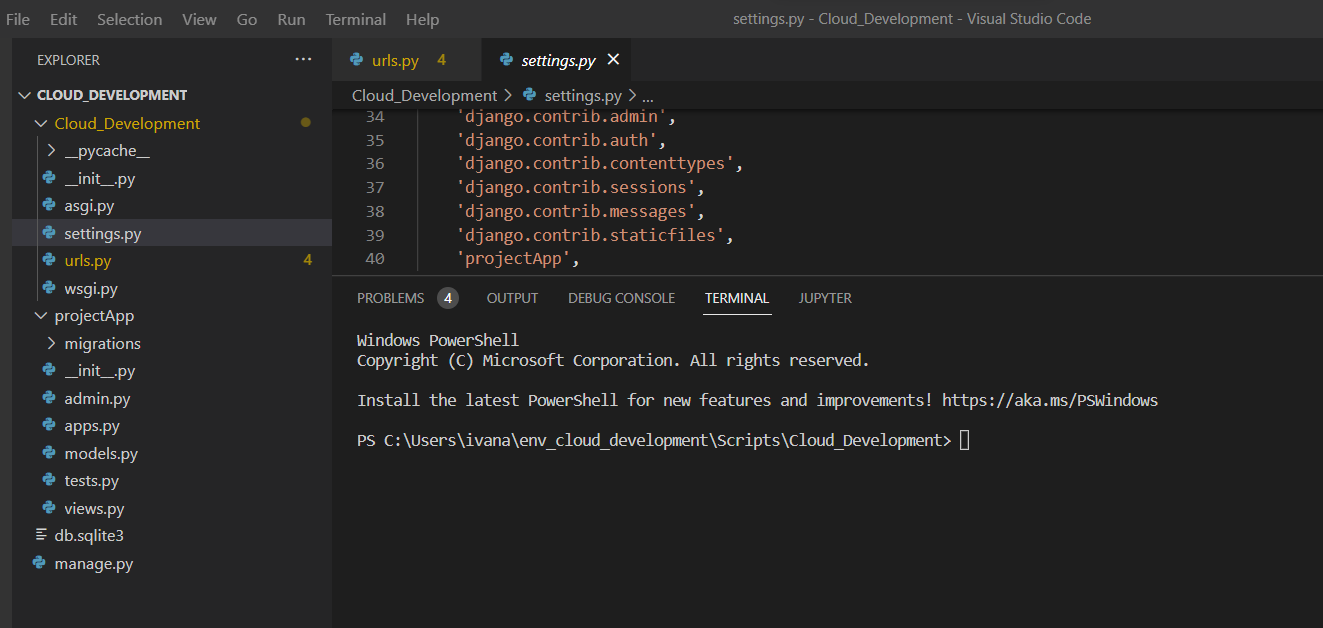 File Edit Selection View Go Run Terminal Help
settings.py - Cloud_Development - Visual Studio Code
EXPLORER ...
CLOUD_DEVELOPMENT
Cloud_Development
__pycache__
__init__.py
asgi.py
settings.py
urls.py 4
wsgi.py
projectApp
migrations
__init__.py
admin.py
apps.py
models.py
tests.py
views.py
db.sqlite3
manage.py
urls.py 4
settings.py
Cloud_Development > settings.py > ...
34 'django.contrib.admin',
35 'django.contrib.auth',
36 'django.contrib.contenttypes',
37 'django.contrib.sessions',
38 'django.contrib.messages',
39 'django.contrib.staticfiles',
40 'projectApp',
PROBLEMS 4 OUTPUT DEBUG CONSOLE TERMINAL JUPYTER
Windows PowerShell
Copyright (C) Microsoft Corporation. All rights reserved.
Install the latest PowerShell for new features and improvements! https://aka.ms/PSWindows
PS C:\Users\ivana\env_cloud_development\Scripts\Cloud_Development>